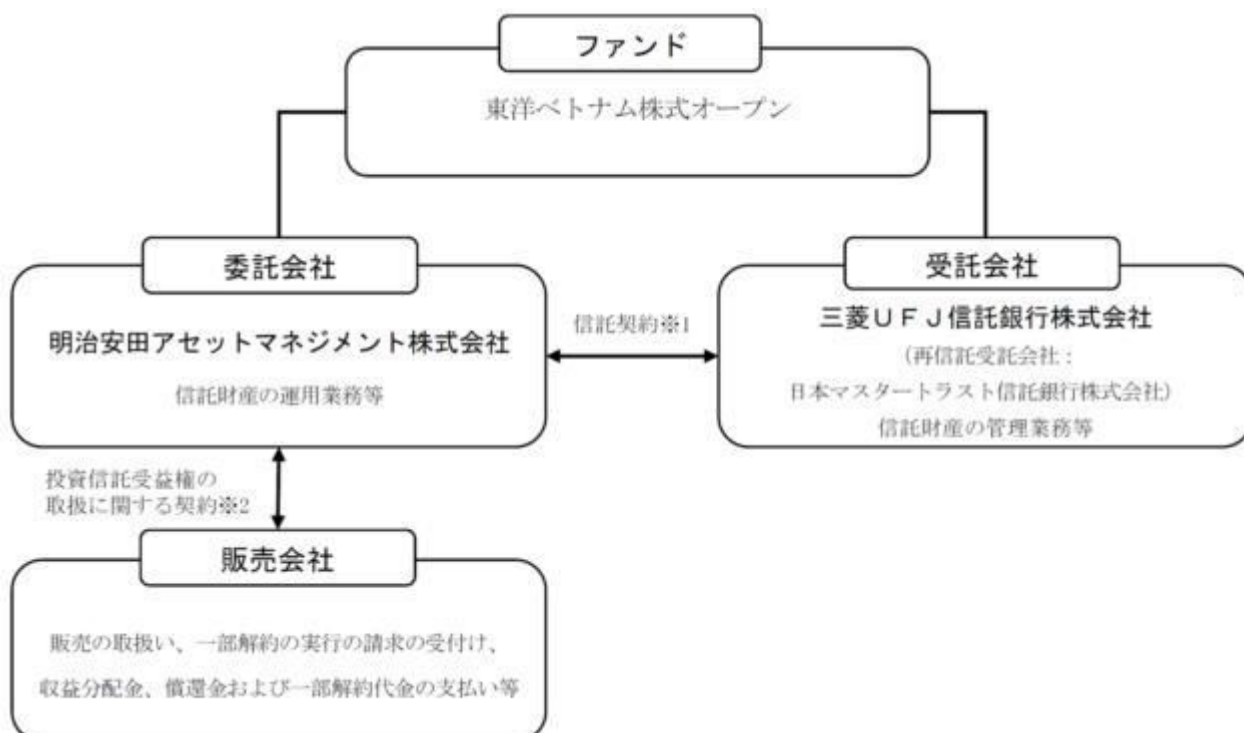 ファンド
東洋ベトナム株式オープン
委託会社
明治安田アセットマネジメント株式会社
信託財産の運用業務等
信託契約※1
受託会社
三菱ＵＦＪ信託銀行株式会社
（再信託受託会社：
日本マスタートラスト信託銀行株式会社）
信託財産の管理業務等
投資信託受益権の
取扱に関する契約※2
販売会社
販売の取扱い、一部解約の実行の請求の受付け、
収益分配金、償還金および一部解約代金の支払い等